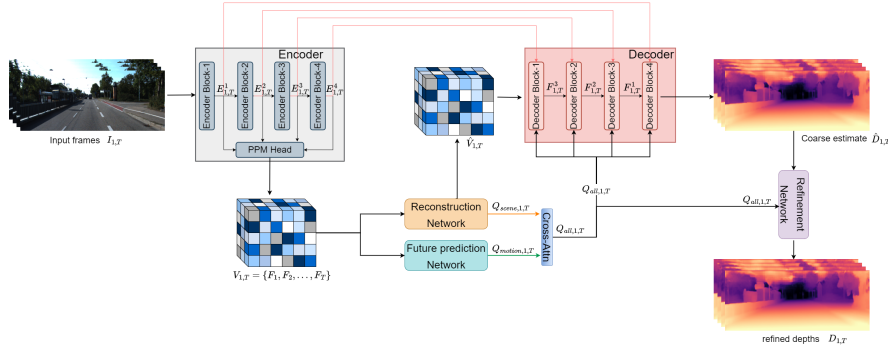 Encoder
Encoder Block-1
E^1_{1,T}
Encoder Block-2
E^2_{1,T}
Encoder Block-3
E^3_{1,T}
Encoder Block-4
E^4_{1,T}
PPM Head
Input frames I_{1,T}
V_{1,T} = {F_1, F_2, ..., F_T}
Reconstruction
Network
Future prediction
Network
V̂_{1,T}
Q_{scene,1,T}
Q_{motion,1,T}
Cross-Attn
Q_{all,1,T}
Decoder
Decoder Block-1
F^3_{1,T}
Decoder Block-2
F^2_{1,T}
Decoder Block-3
F^1_{1,T}
Decoder Block-4
Q_{all,1,T}
Coarse estimate D̂_{1,T}
Q_{all,1,T}
Refinement
Network
refined depths D_{1,T}